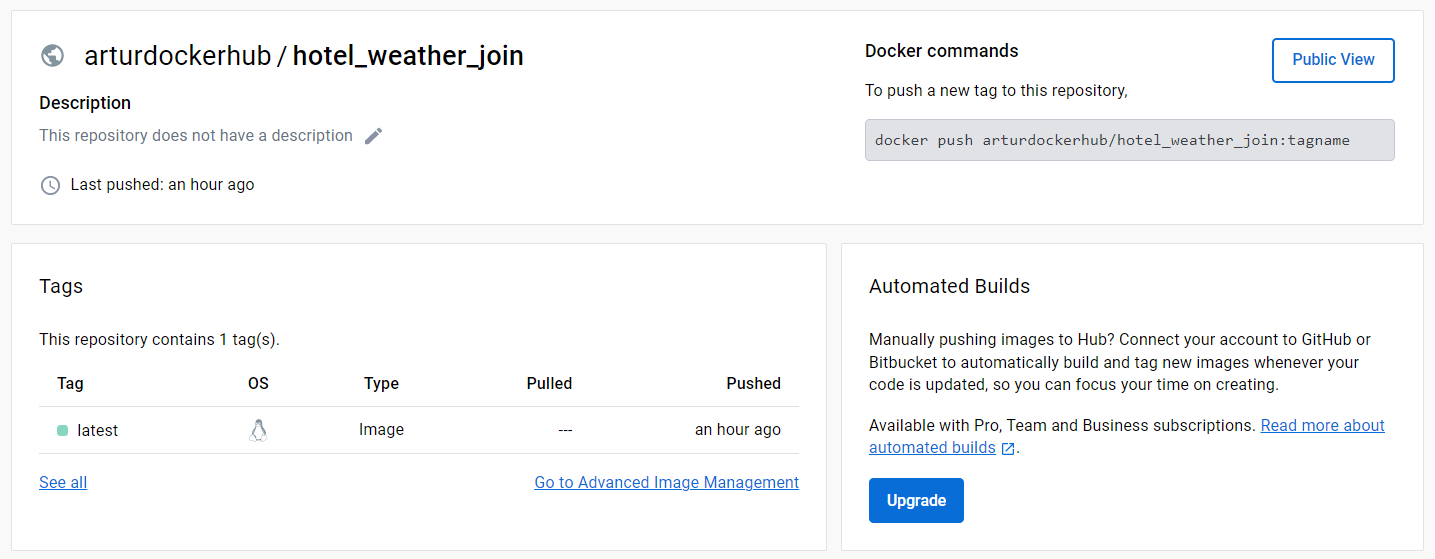 arturdockerhub / hotel_weather_join
Description
This repository does not have a description
Last pushed: an hour ago
Docker commands
Public View
To push a new tag to this repository,
docker push arturdockerhub/hotel_weather_join:tagname
Tags
This repository contains 1 tag(s).
Tag OS Type Pulled Pushed
latest Image --- an hour ago
See all Go to Advanced Image Management
Automated Builds
Manually pushing images to Hub? Connect your account to GitHub or
Bitbucket to automatically build and tag new images whenever your
code is updated, so you can focus your time on creating.
Available with Pro, Team and Business subscriptions. Read more about
automated builds .
Upgrade